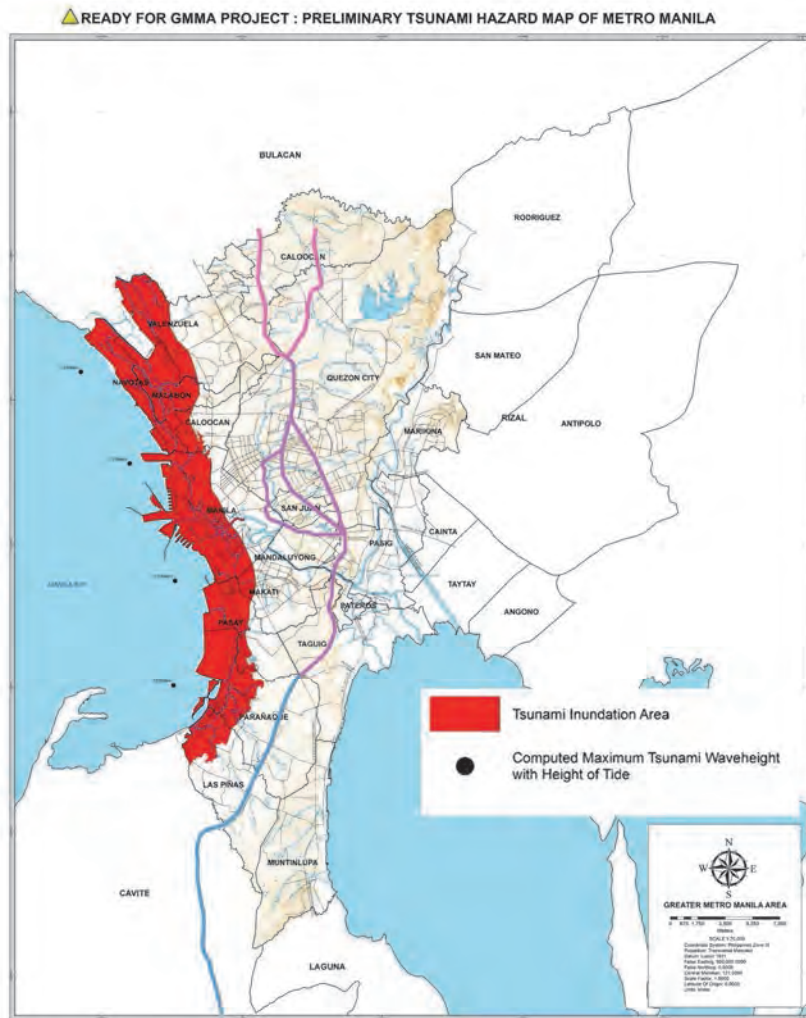 READY FOR GMMA PROJECT : PRELIMINARY TSUNAMI HAZARD MAP OF METRO MANILA
BULACAN
RODRIGUEZ
CALOOCAN
VALENZUELA
SAN MATEO
NAVOTAS
QUEZON CITY
MALABON
RIZAL
CALOOCAN
ANTIPOLO
MARIKINA
MANILA
SAN JUAN
CAINTA
PASIG
MANDALUYONG
TAYTAY
MANILA BAY
MAKATI
PATEROS
ANGONO
PASAY
TAGUIG
PARAÑAQUE
LAS PIÑAS
MUNTINLUPA
CAVITE
LAGUNA
Tsunami Inundation Area
Computed Maximum Tsunami Waveheight
with Height of Tide
N
W E
S
GREATER METRO MANILA AREA
Meters